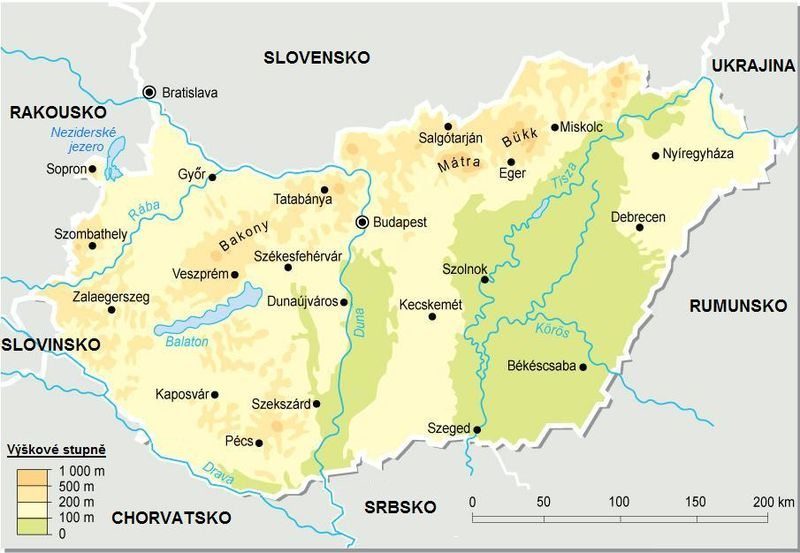 SLOVENSKO
UKRAJINA
Bratislava
RAKOUSKO
Neziderské
jezero
Salgótarján
Bükk
Miskolc
Mátra
Nyíregyháza
Sopron
Győr
Eger
Tisza
Tatabánya
Rába
Budapest
Debrecen
Szombathely
Bakony
Székesfehérvár
Veszprém
Szolnok
Zalaegerszeg
Dunaújváros
Kecskemét
RUMUNSKO
Duna
Körös
SLOVINSKO
Balaton
Békéscsaba
Kaposvár
Szekszárd
Szeged
Pécs
Výškové stupně
1 000 m
500 m
200 m
100 m
0
Drava
CHORVATSKO
SRBSKO
0 50 100 150 200 km